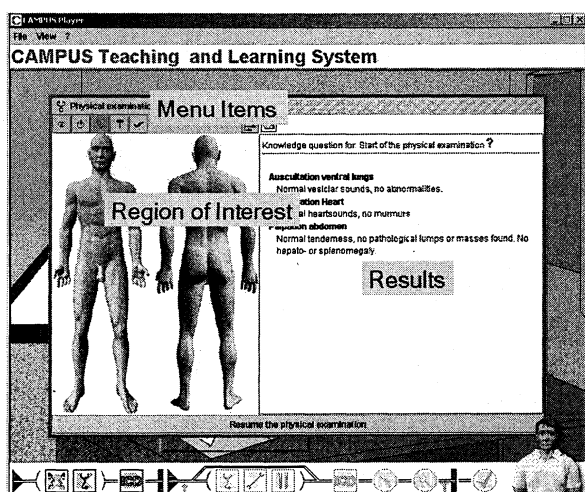 CAMPUS Player
File View ?
CAMPUS Teaching and Learning System
Physical examinatio
Menu Items
Knowledge question for: Start of the physical examination ?
Auscultation ventral lungs
Normal vesicular sounds, no abnormalities.
ation Heart
al heartsounds, no murmurs
Region of Interest
Palpation abdomen
Normal tenderness, no pathological lumps or masses found. No
hepato- or splenomegaly.
Results
Resume the physical examination